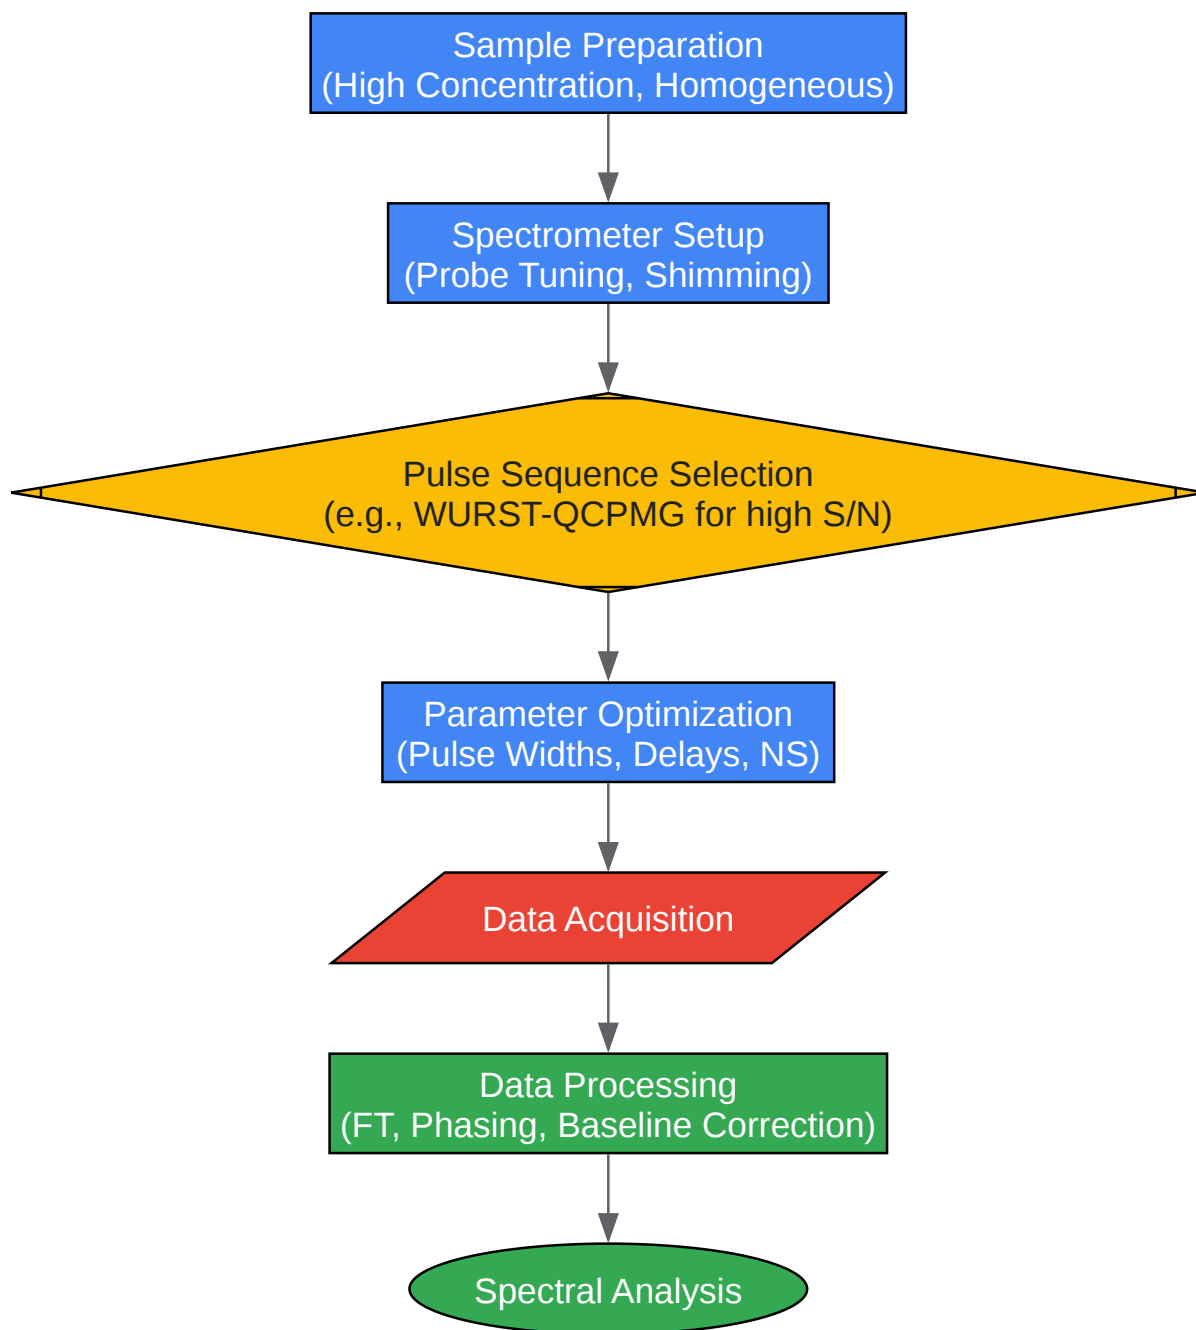 Sample Preparation
(High Concentration, Homogeneous)
Spectrometer Setup
(Probe Tuning, Shimming)
Pulse Sequence Selection
(e.g., WURST-QCPMG for high S/N)
Parameter Optimization
(Pulse Widths, Delays, NS)
Data Acquisition
Data Processing
(FT, Phasing, Baseline Correction)
Spectral Analysis